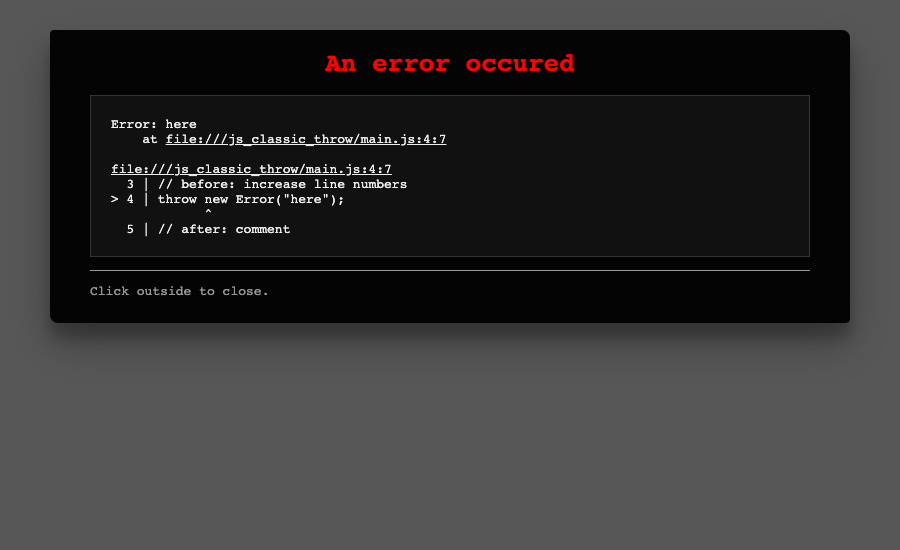 An error occured
Error: here
    at file:///js_classic_throw/main.js:4:7

file:///js_classic_throw/main.js:4:7
  3 | // before: increase line numbers
> 4 | throw new Error("here");
            ^
  5 | // after: comment
Click outside to close.